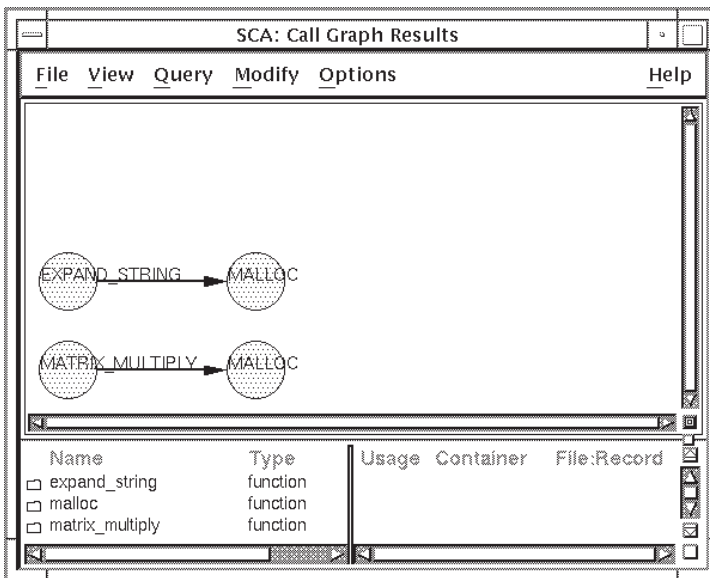 SCA: Call Graph Results
File View Query Modify Options Help
EXPAND_STRING MALLOC
MATRIX_MULTIPLY MALLOC
Name Type Usage Container File:Record
expand_string function
malloc function
matrix_multiply function